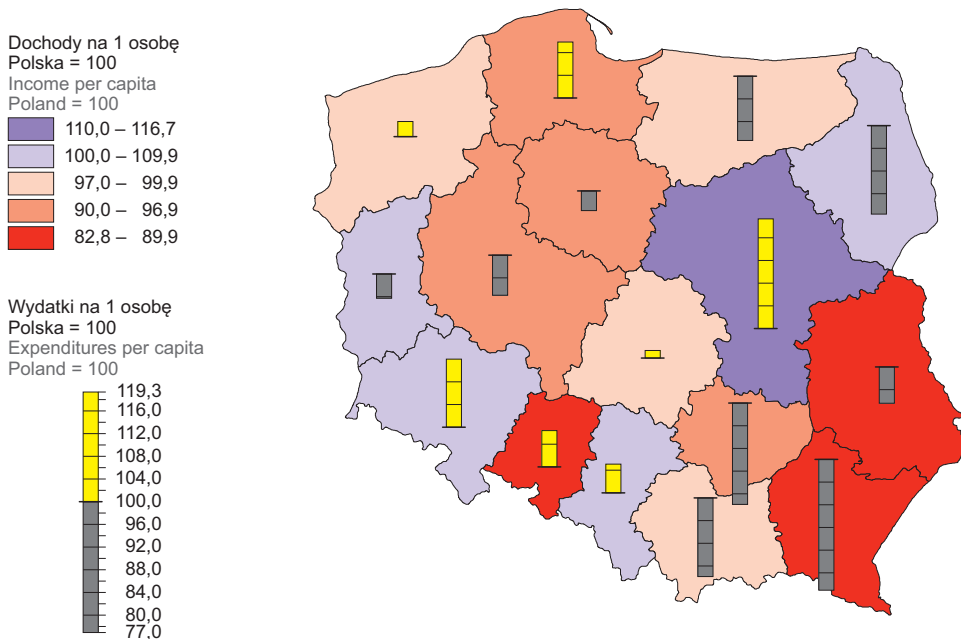 Dochody na 1 osobę
Polska = 100
Income per capita
Poland = 100
110,0 – 116,7
100,0 – 109,9
97,0 – 99,9
90,0 – 96,9
82,8 – 89,9
Wydatki na 1 osobę
Polska = 100
Expenditures per capita
Poland = 100
119,3
116,0
112,0
108,0
104,0
100,0
96,0
92,0
88,0
84,0
80,0
77,0